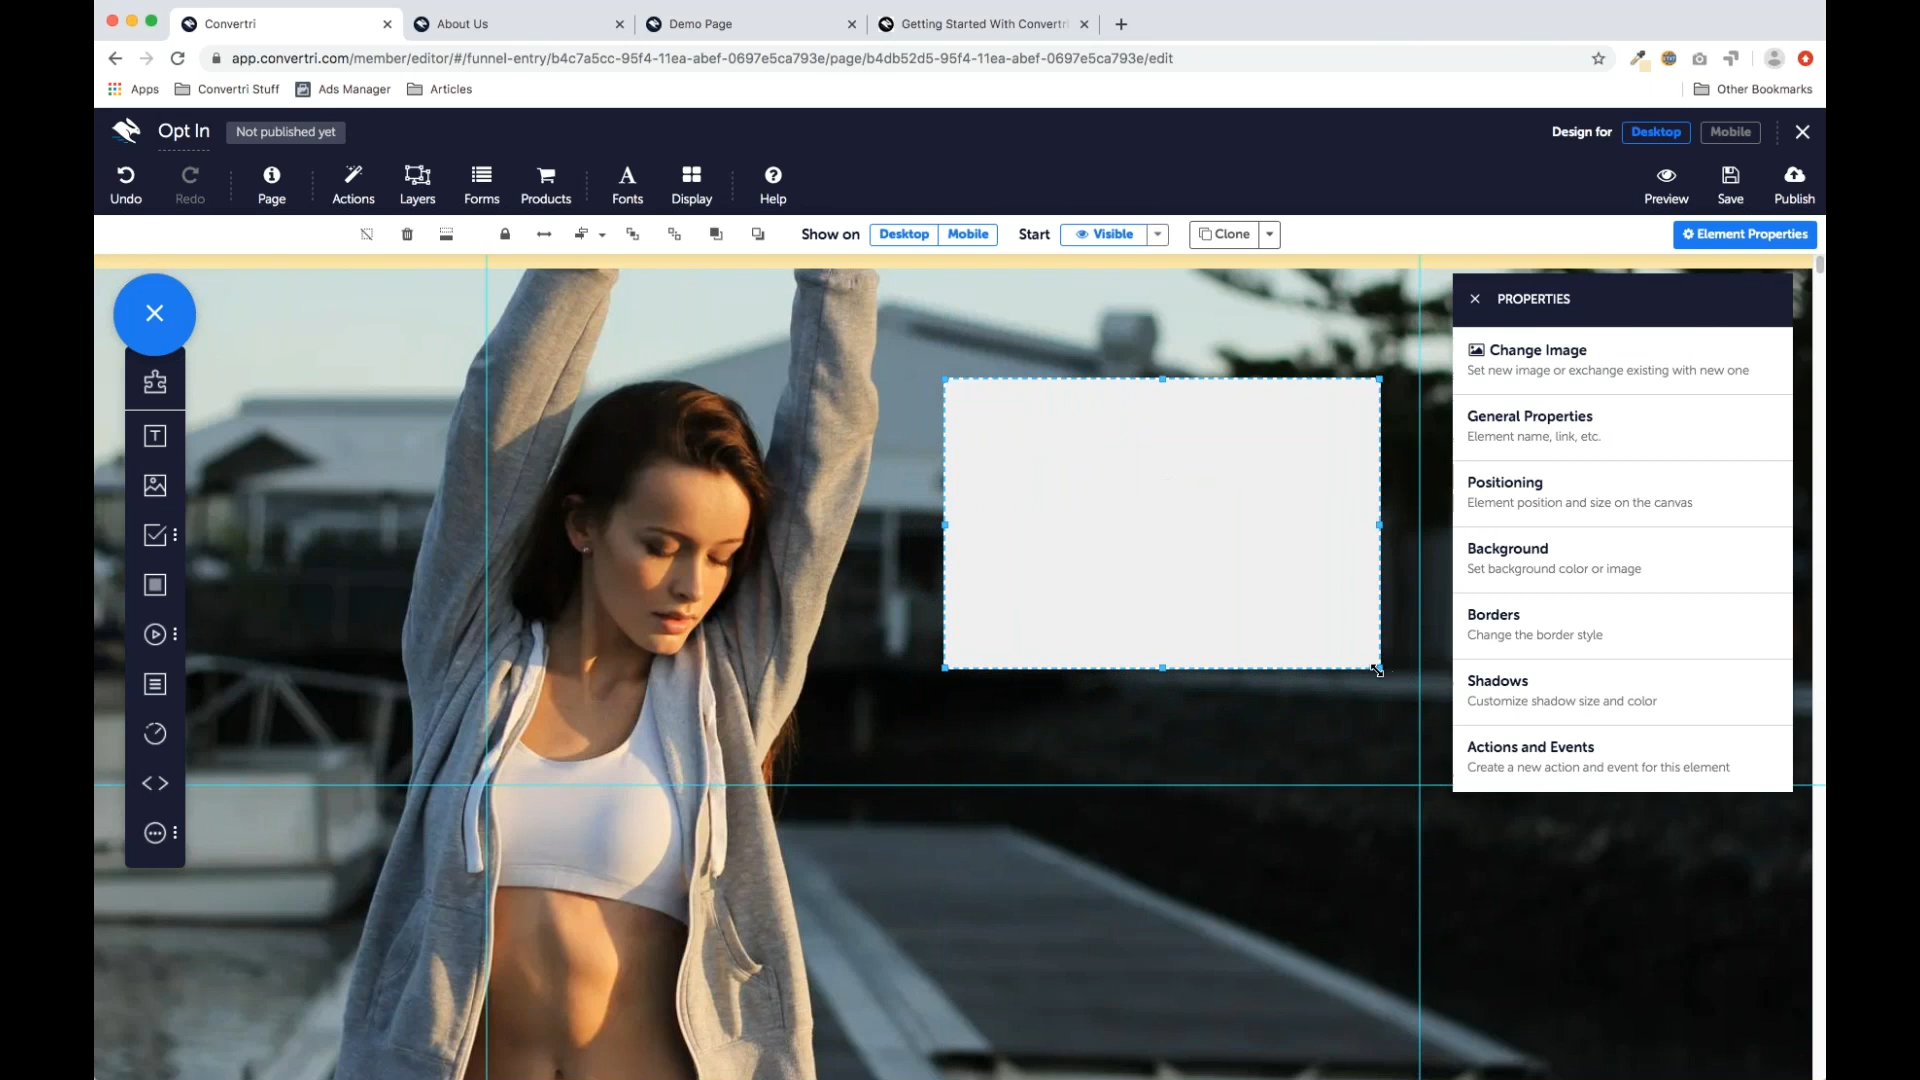 Convertri
About Us
Demo Page
Getting Started With Convertri
app.convertri.com/member/editor/#/funnel-entry/b4c7a5cc-95f4-11ea-abef-0697e5ca793e/page/b4db52d5-95f4-11ea-abef-0697e5ca793e/edit
Apps
Convertri Stuff
Ads Manager
Articles
Other Bookmarks
Opt In
Not published yet
Design for
Desktop
Mobile
Undo
Redo
Page
Actions
Layers
Forms
Products
Fonts
Display
Help
Preview
Save
Publish
Show on
Desktop
Mobile
Start
Visible
Clone
Element Properties
PROPERTIES
Change Image
Set new image or exchange existing with new one
General Properties
Element name, link, etc.
Positioning
Element position and size on the canvas
Background
Set background color or image
Borders
Change the border style
Shadows
Customize shadow size and color
Actions and Events
Create a new action and event for this element